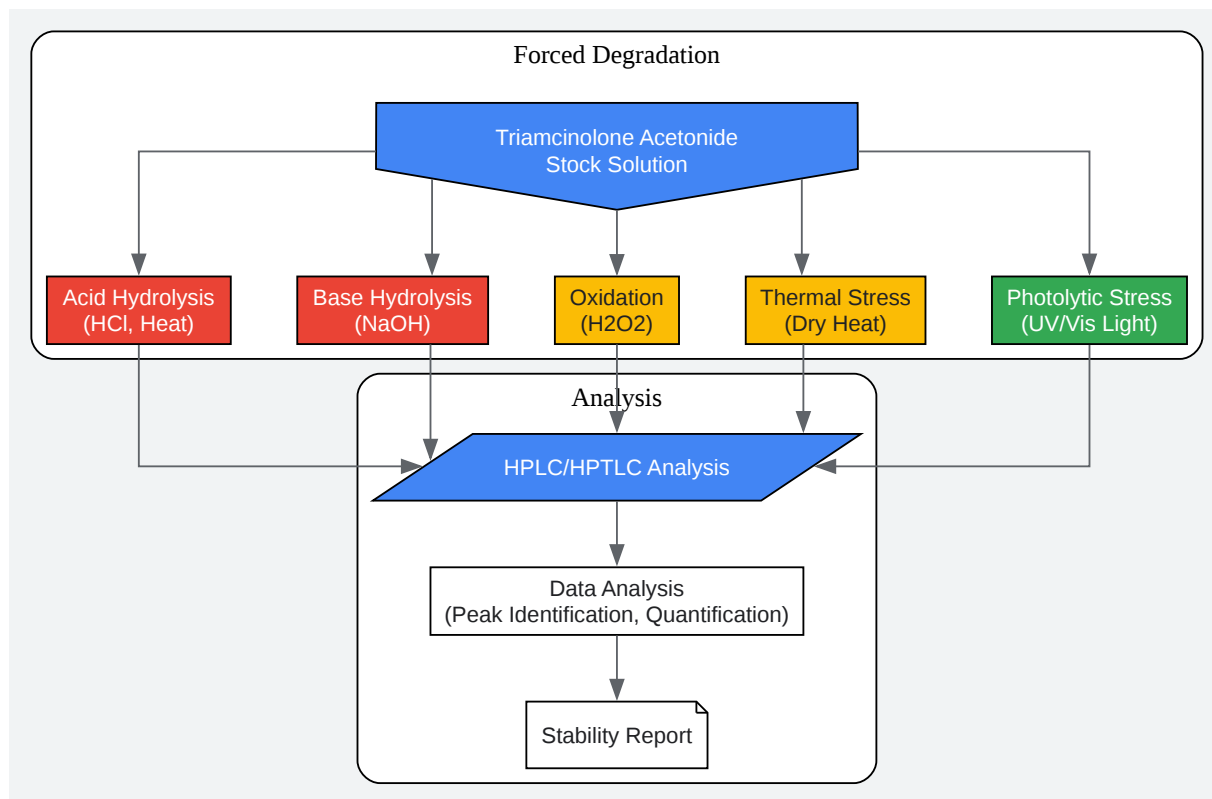 Forced Degradation
Triamcinolone Acetonide
Stock Solution
Acid Hydrolysis
(HCl, Heat)
Base Hydrolysis
(NaOH)
Oxidation
(H2O2)
Thermal Stress
(Dry Heat)
Photolytic Stress
(UV/Vis Light)
Analysis
HPLC/HPTLC Analysis
Data Analysis
(Peak Identification, Quantification)
Stability Report